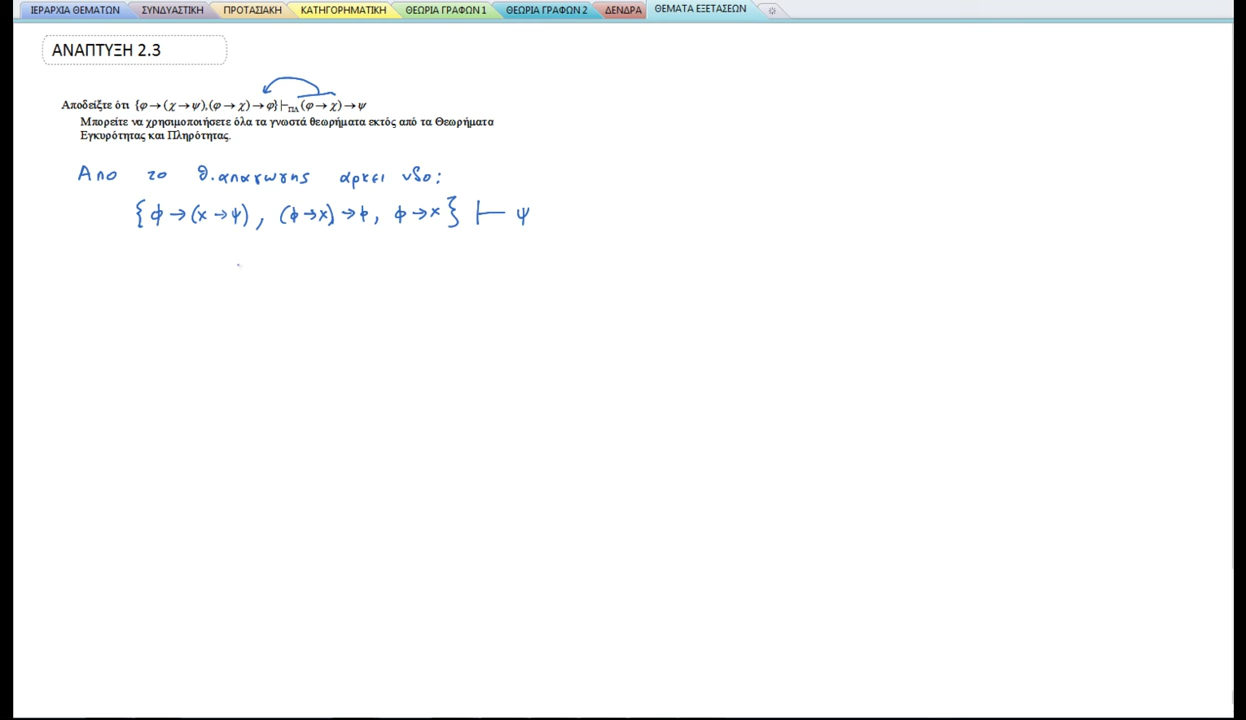 ΙΕΡΑΡΧΙΑ ΘΕΜΑΤΩΝ ΣΥΝΔΥΑΣΤΙΚΗ ΠΡΟΤΑΣΙΑΚΗ ΚΑΤΗΓΟΡΗΜΑΤΙΚΗ ΘΕΩΡΙΑ ΓΡΑΦΩΝ 1 ΘΕΩΡΙΑ ΓΡΑΦΩΝ 2 ΔΕΝΔΡΑ ΘΕΜΑΤΑ ΕΞΕΤΑΣΕΩΝ
ΑΝΑΠΤΥΞΗ 2.3
Αποδείξτε ότι {φ→(χ→ψ),(φ→χ)→φ}⊢ΠΛ(φ→χ)→ψ
Μπορείτε να χρησιμοποιήσετε όλα τα γνωστά θεωρήματα εκτός από τα Θεωρήματα
Εγκυρότητας και Πληρότητας.
Απο το θ.απαγωγης αρκει νδο:
{φ→(χ→ψ), (φ→χ)→φ, φ→χ} ⊢ ψ